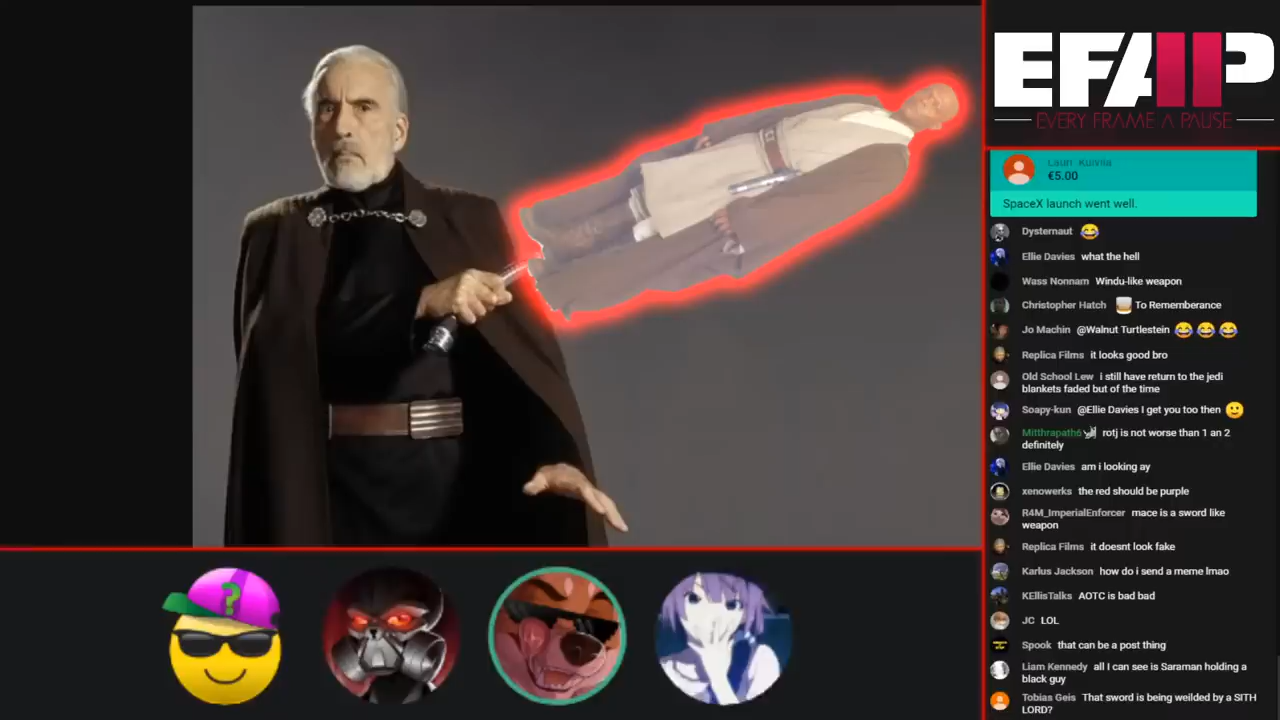 EFAP
EVERY FRAME A PAUSE
Lauri Kuivila
€5.00
SpaceX launch went well.
Dysternaut 😂
Ellie Davies what the hell
Wass Nonnam Windu-like weapon
Christopher Hatch 🥃 To Rememberance
Jo Machin @Walnut Turtlestein 😂 😂 😂
Replica Films it looks good bro
Old School Lew i still have return to the jedi
blankets faded but of the time
Soapy-kun @Ellie Davies I get you too then 🙂
Mitthrapath6 rotj is not worse than 1 an 2
definitely
Ellie Davies am i looking ay
xenowerks the red should be purple
R4M_ImperialEnforcer mace is a sword like
weapon
Replica Films it doesnt look fake
Karlus Jackson how do i send a meme lmao
KEllisTalks AOTC is bad bad
JC LOL
Spook that can be a post thing
Liam Kennedy all I can see is Saraman holding a
black guy
Tobias Geis That sword is being weilded by a SITH
LORD?
?